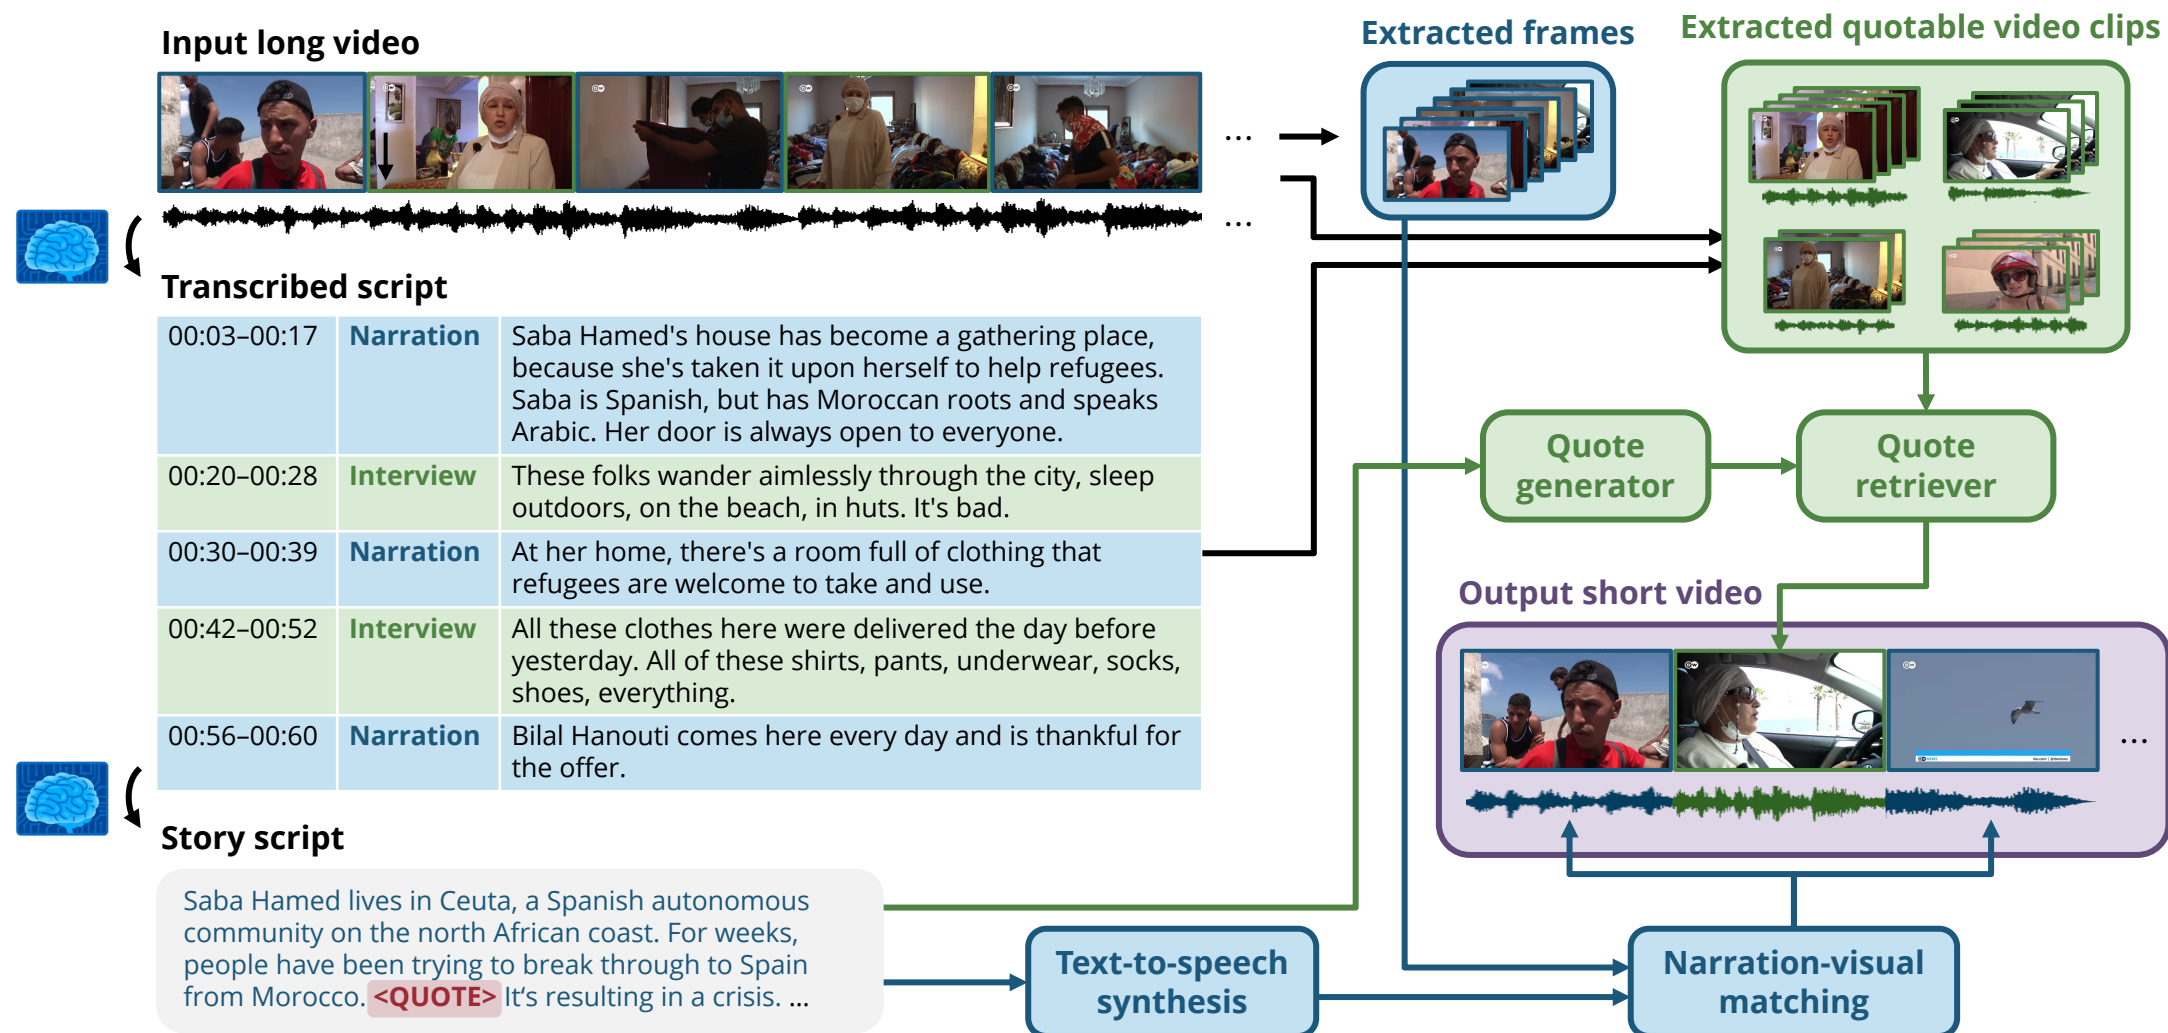 Input long video
Extracted frames
Extracted quotable video clips
...
...
Transcribed script
00:03–00:17 Narration Saba Hamed's house has become a gathering place,
because she's taken it upon herself to help refugees.
Saba is Spanish, but has Moroccan roots and speaks
Arabic. Her door is always open to everyone.
00:20–00:28 Interview These folks wander aimlessly through the city, sleep
outdoors, on the beach, in huts. It's bad.
00:30–00:39 Narration At her home, there's a room full of clothing that
refugees are welcome to take and use.
00:42–00:52 Interview All these clothes here were delivered the day before
yesterday. All of these shirts, pants, underwear, socks,
shoes, everything.
00:56–00:60 Narration Bilal Hanouti comes here every day and is thankful for
the offer.
Story script
Saba Hamed lives in Ceuta, a Spanish autonomous
community on the north African coast. For weeks,
people have been trying to break through to Spain
from Morocco. <QUOTE> It‘s resulting in a crisis. ...
Quote
generator
Quote
retriever
Output short video
...
Text-to-speech
synthesis
Narration-visual
matching